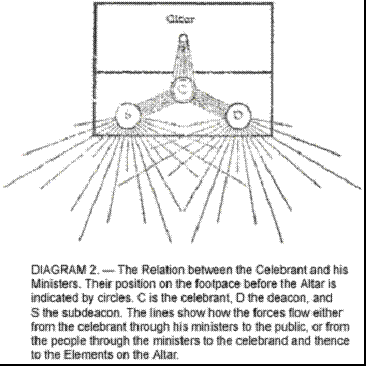 Altar
C
S
D
DIAGRAM 2. — The Relation between the Celebrant and his
Ministers. Their position on the footpace before the Altar is
indicated by circles. C is the celebrant, D the deacon, and
S the subdeacon. The lines show how the forces flow either
from the celebrant through his ministers to the public, or from
the people through the ministers to the celebrand and thence
to the Elements on the Altar.